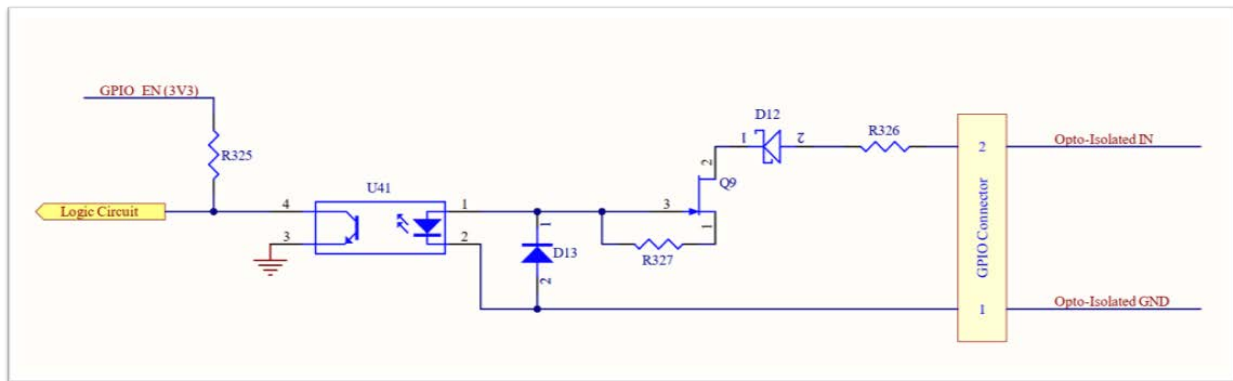 GPIO_EN (3V3)
R325
Logic Circuit
4
3
U41
1
2
1
D13
2
3
R327
2
Q9
1
D12
1
2
R326
2
GPIO Connector
1
Opto-Isolated IN
Opto-Isolated GND